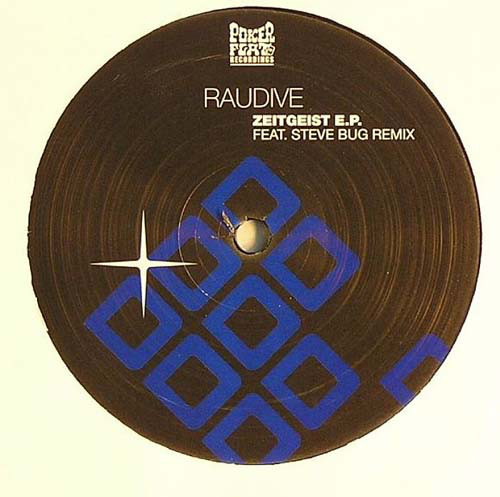 POKER
FLAT
RECORDINGS
RAUDIVE
ZEITGEIST E.P.
FEAT. STEVE BUG REMIX